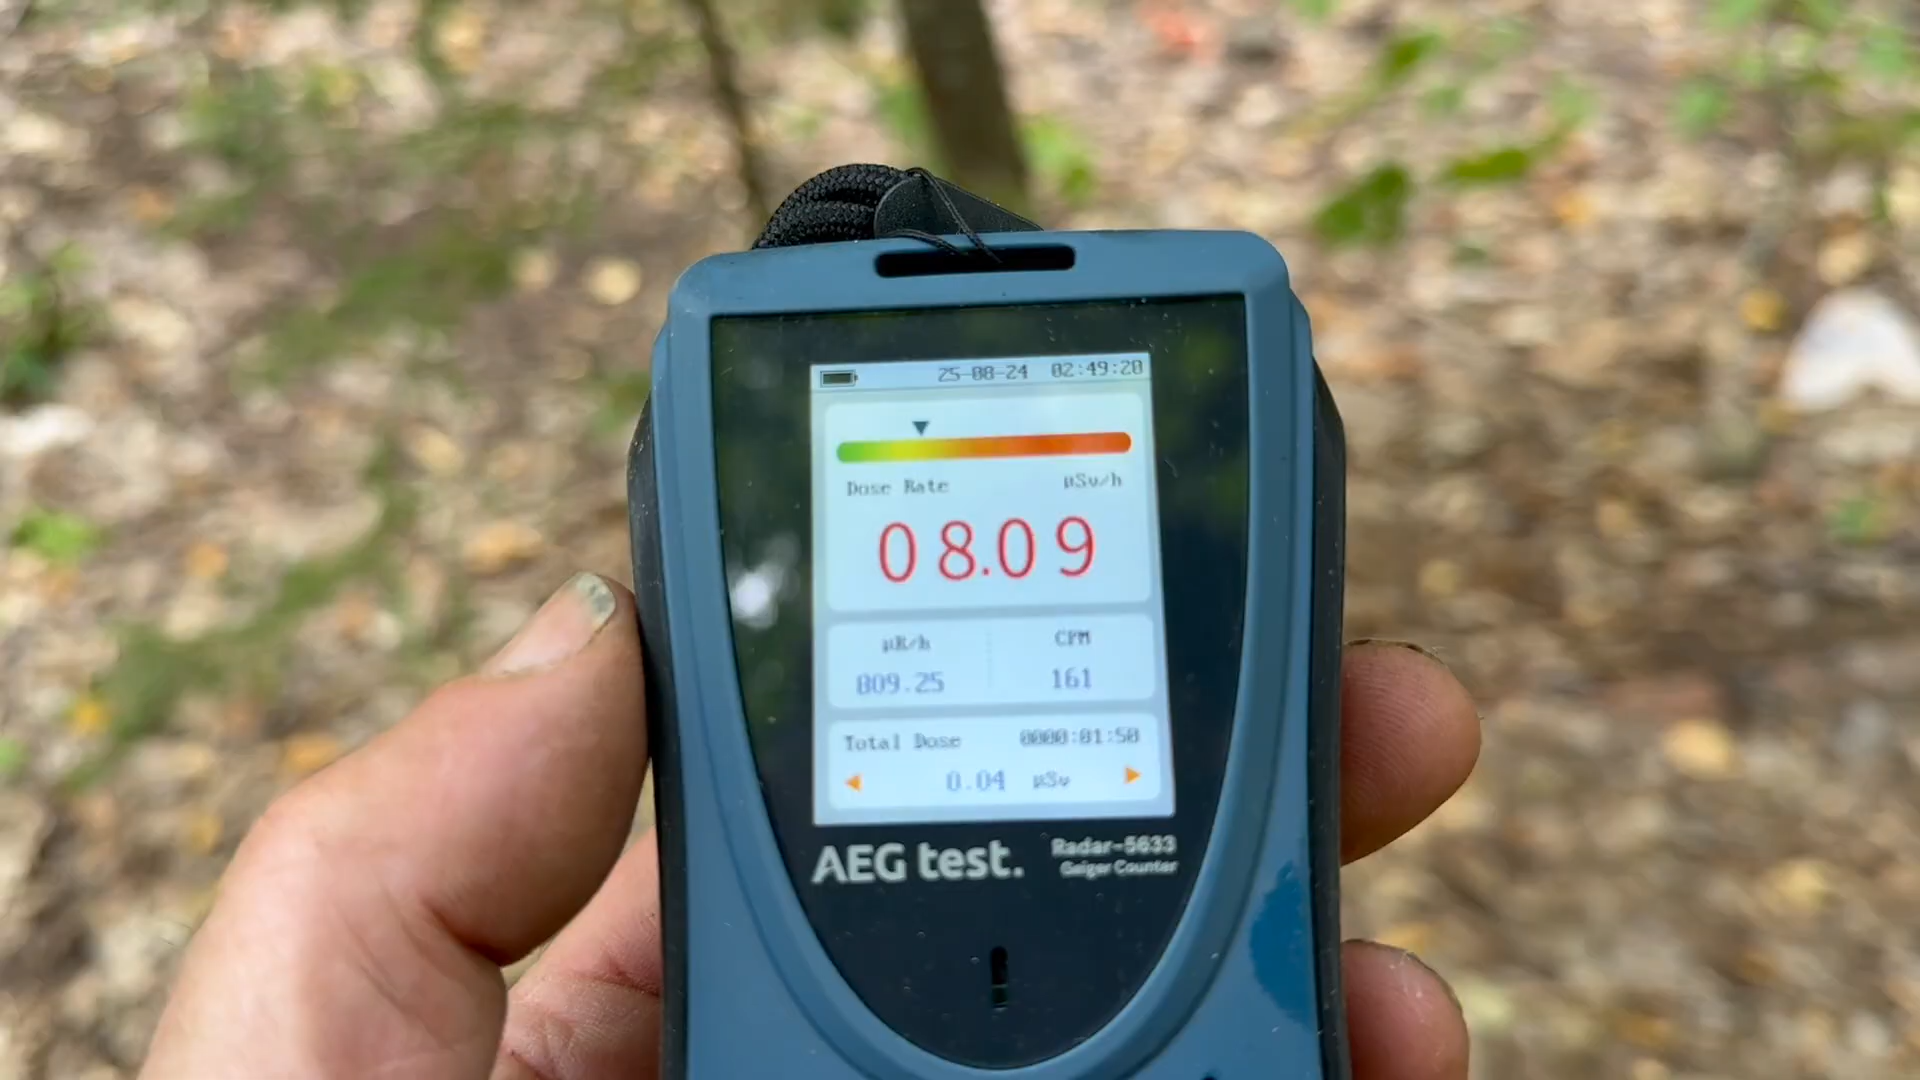 25-08-24 02:49:20
Dose Rate µSv/h
08.09
µR/h CPM
809.25 161
Total Dose 0000:01:50
0.04 µSv
AEG test. Radar-5633
Geiger Counter